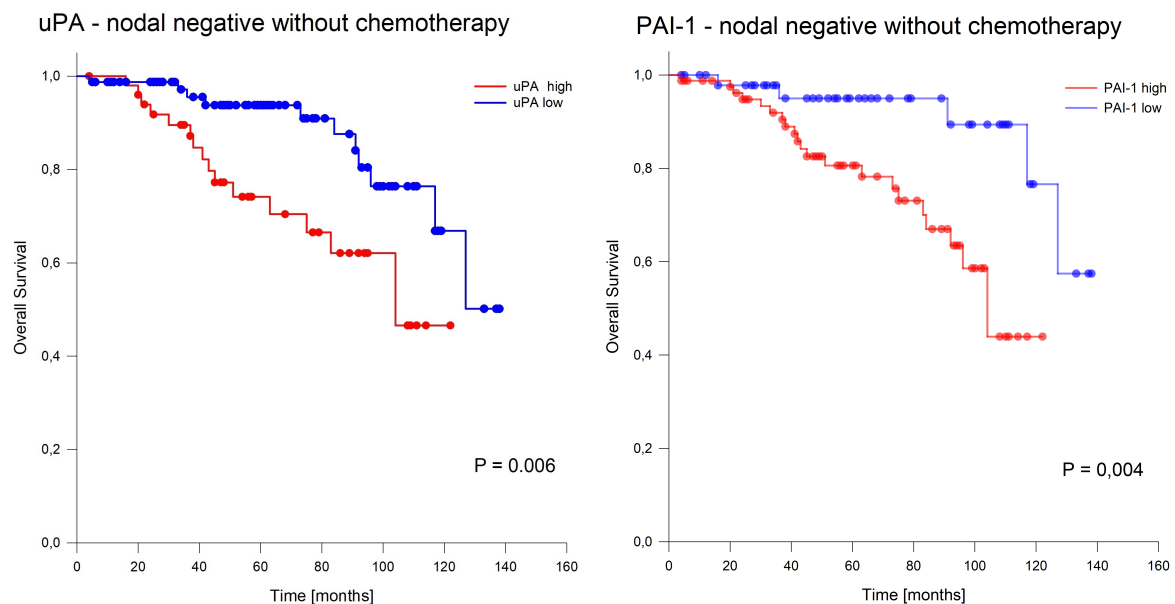 uPA - nodal negative without chemotherapy
1,0
0,8
0,6
0,4
0,2
0,0
0 20 40 60 80 100 120 140 160
Overall Survival
Time [months]
uPA high
uPA low
P = 0.006
PAI-1 - nodal negative without chemotherapy
1,0
0,8
0,6
0,4
0,2
0,0
0 20 40 60 80 100 120 140 160
Overall Survival
Time [months]
PAI-1 high
PAI-1 low
P = 0,004